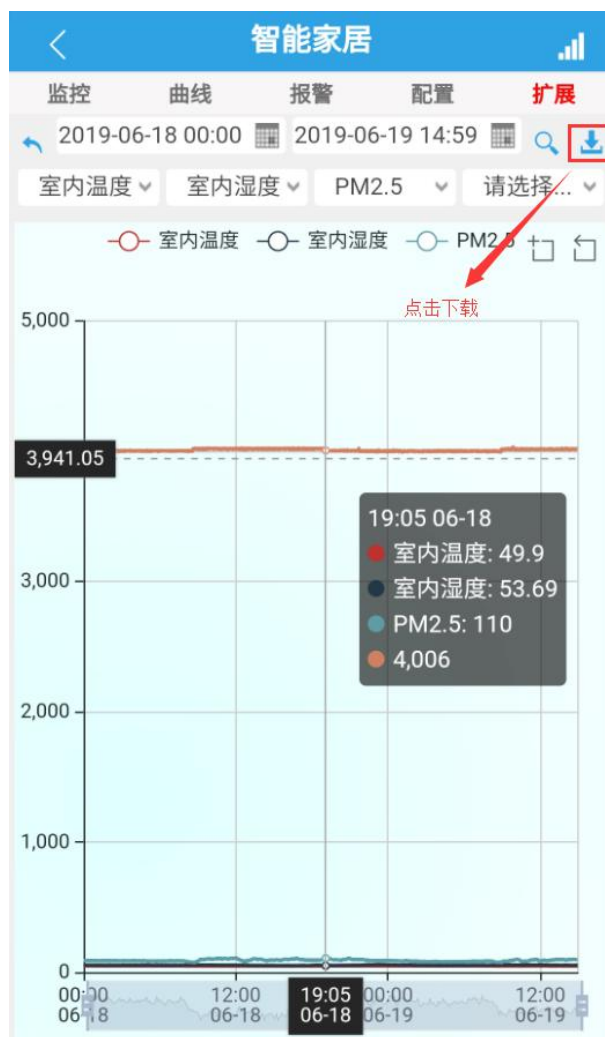 智能家居
监控 曲线 报警 配置 扩展
2019-06-18 00:00 2019-06-19 14:59
室内温度 室内湿度 PM2.5 请选择...
室内温度 室内湿度 PM2.5
点击下载
5,000
3,941.05
19:05 06-18
室内温度: 49.9
室内湿度: 53.69
PM2.5: 110
4,006
3,000
2,000
1,000
0
00:00 12:00 19:05 00:00 12:00
06-18 06-18 06-18 06-19 06-19